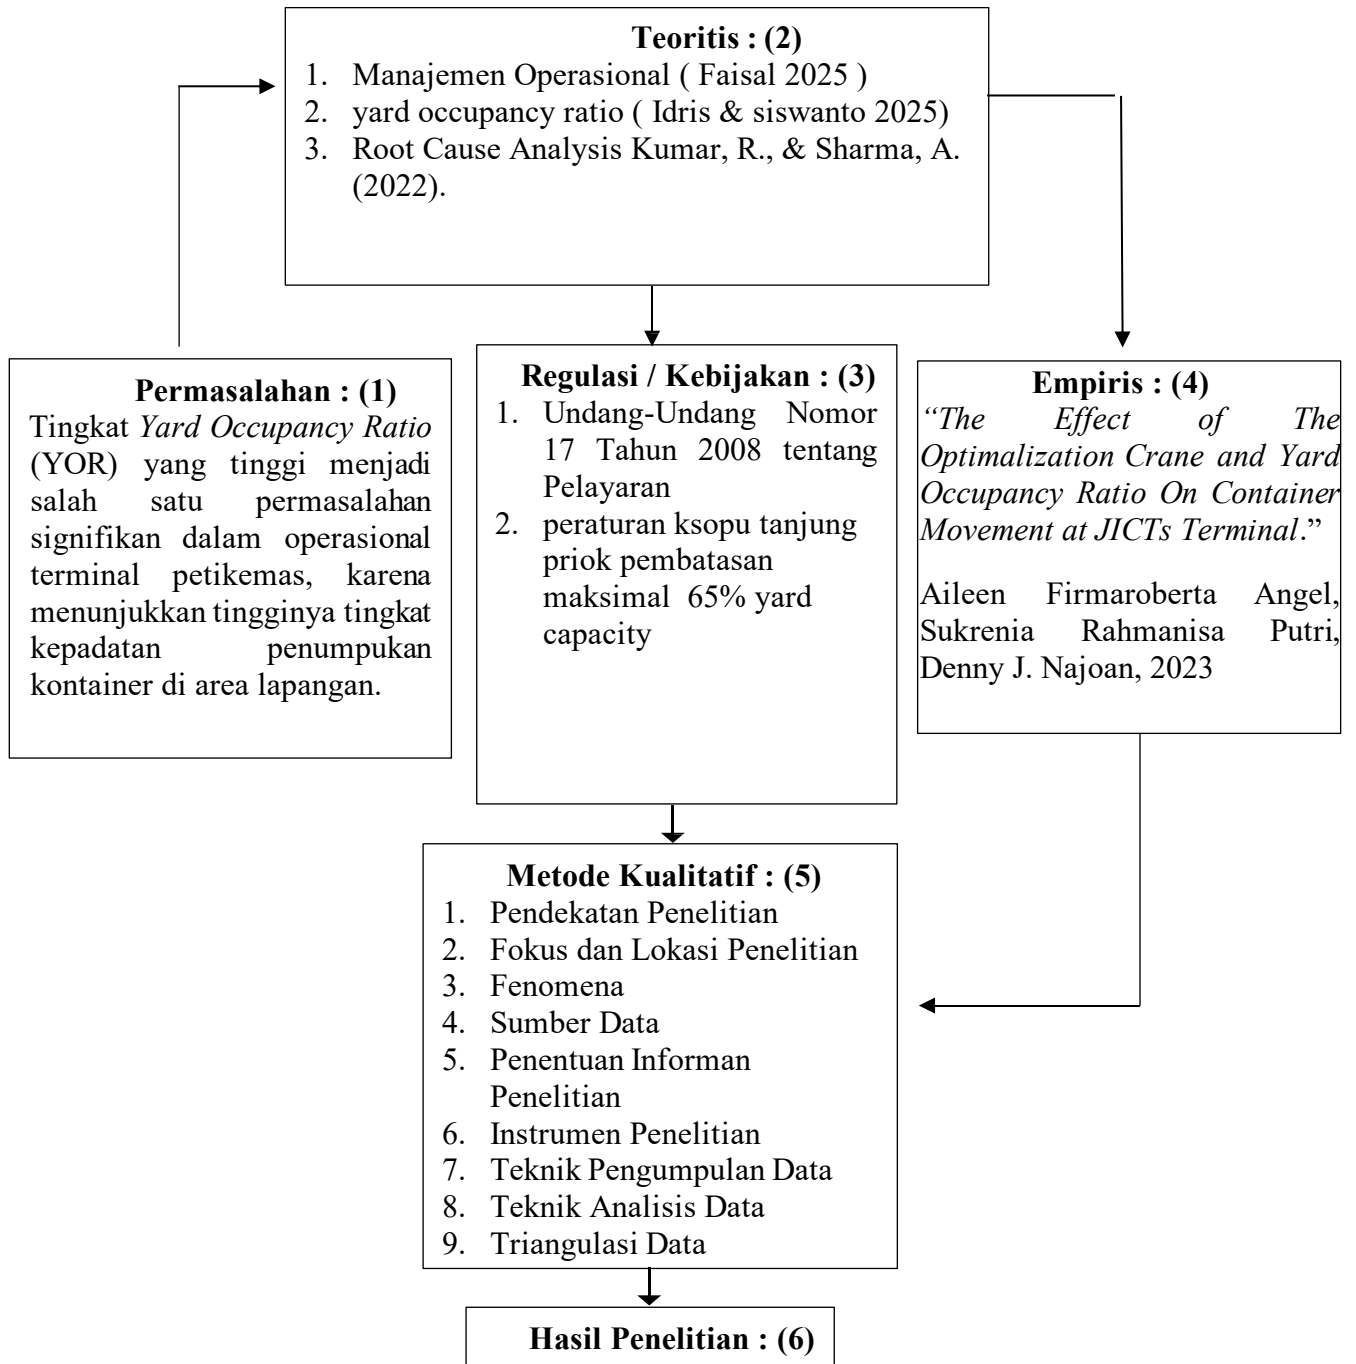 Teoritis : (2)
1. Manajemen Operasional ( Faisal 2025 )
2. yard occupancy ratio ( Idris & siswanto 2025)
3. Root Cause Analysis Kumar, R., & Sharma, A.
(2022).
Permasalahan : (1)
Tingkat Yard Occupancy Ratio
(YOR) yang tinggi menjadi
salah satu permasalahan
signifikan dalam operasional
terminal petikemas, karena
menunjukkan tingginya tingkat
kepadatan penumpukan
kontainer di area lapangan.
Regulasi / Kebijakan : (3)
1. Undang-Undang Nomor
17 Tahun 2008 tentang
Pelayaran
2. peraturan ksopu tanjung
priok pembatasan
maksimal 65% yard
capacity
Empiris : (4)
“The Effect of The
Optimalization Crane and Yard
Occupancy Ratio On Container
Movement at JICTs Terminal.”
Aileen Firmaroberta Angel,
Sukrenia Rahmanisa Putri,
Denny J. Najoan, 2023
Metode Kualitatif : (5)
1. Pendekatan Penelitian
2. Fokus dan Lokasi Penelitian
3. Fenomena
4. Sumber Data
5. Penentuan Informan
Penelitian
6. Instrumen Penelitian
7. Teknik Pengumpulan Data
8. Teknik Analisis Data
9. Triangulasi Data
Hasil Penelitian : (6)